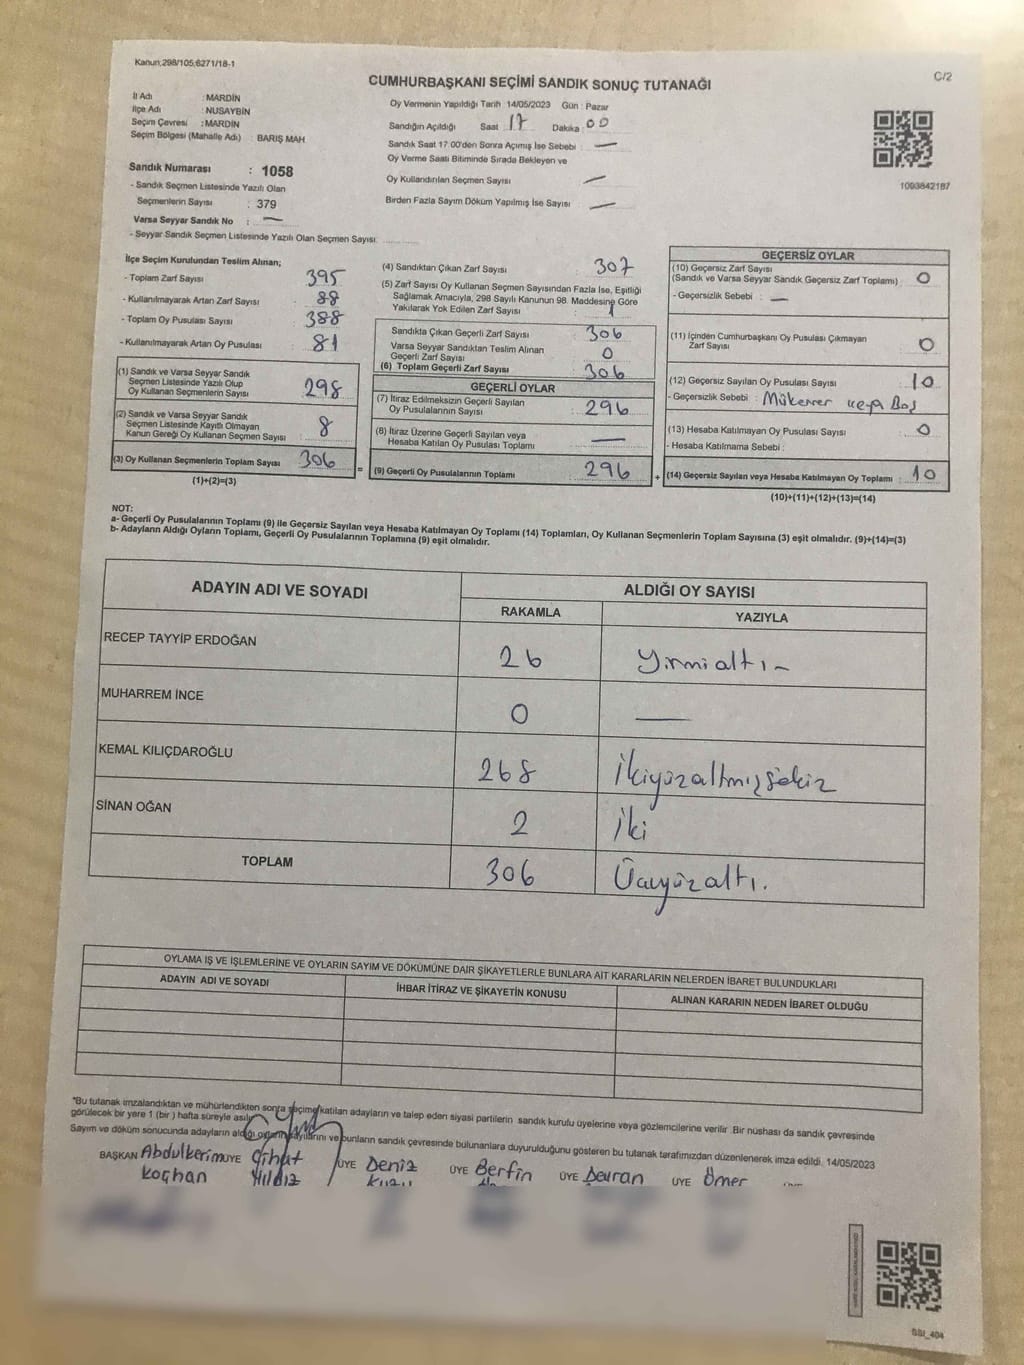 Kanun;298/105;6271/18-1
C/2
CUMHURBAŞKANI SEÇİMİ SANDIK SONUÇ TUTANAĞI
İl Adı : MARDİN
İlçe Adı : NUSAYBİN
Seçim Çevresi : MARDİN
Seçim Bölgesi (Mahalle Adı) : BARIŞ MAH
Sandık Numarası : 1058
- Sandık Seçmen Listesinde Yazılı Olan
Seçmenlerin Sayısı : 379
Varsa Seyyar Sandık No : —
- Seyyar Sandık Seçmen Listesinde Yazılı Olan Seçmen Sayısı:
Oy Vermenin Yapıldığı Tarih 14/05/2023 Gün : Pazar
Sandığın Açıldığı Saat 17 Dakika : 00
Sandık Saat 17:00'den Sonra Açmış İse Sebebi : —
Oy Verme Saati Bitiminde Sırada Bekleyen ve
Oy Kullandırılan Seçmen Sayısı —
Birden Fazla Sayım Döküm Yapılmış İse Sayısı —
1093842187
İlçe Seçim Kurulundan Teslim Alınan;
- Toplam Zarf Sayısı : 395
- Kullanılmayarak Artan Zarf Sayısı : 88
- Toplam Oy Pusulası Sayısı : 388
- Kullanılmayarak Artan Oy Pusulası : 81
(1) Sandık ve Varsa Seyyar Sandık
Seçmen Listesinde Yazılı Olup
Oy Kullanan Seçmenlerin Sayısı 298
(2) Sandık ve Varsa Seyyar Sandık
Seçmen Listesinde Kayıtlı Olmayan
Kanun Gereği Oy Kullanan Seçmen Sayısı 8
(3) Oy Kullanan Seçmenlerin Toplam Sayısı 306
(1)+(2)=(3)
=
(4) Sandıktan Çıkan Zarf Sayısı : 307
(5) Zarf Sayısı Oy Kullanan Seçmen Sayısından Fazla İse, Eşitliği
Sağlamak Amacıyla, 298 Sayılı Kanunun 98. Maddesine Göre
Yakılarak Yok Edilen Zarf Sayısı : 1
Sandıkta Çıkan Geçerli Zarf Sayısı : 306
Varsa Seyyar Sandıktan Teslim Alınan
Geçerli Zarf Sayısı : 0
(6) Toplam Geçerli Zarf Sayısı : 306
GEÇERLİ OYLAR
(7) İtiraz Edilmeksizin Geçerli Sayılan
Oy Pusulalarının Sayısı : 296
(8) İtiraz Üzerine Geçerli Sayılan veya
Hesaba Katılan Oy Pusulası Toplamı : —
(9) Geçerli Oy Pusulalarının Toplamı : 296
+
GEÇERSİZ OYLAR
(10) Geçersiz Zarf Sayısı
(Sandık ve Varsa Seyyar Sandık Geçersiz Zarf Toplamı) : 0
- Geçersizlik Sebebi : —
(11) İçinden Cumhurbaşkanı Oy Pusulası Çıkmayan
Zarf Sayısı : 0
(12) Geçersiz Sayılan Oy Pusulası Sayısı : 10
- Geçersizlik Sebebi : Mükerrer veya Boş
(13) Hesaba Katılmayan Oy Pusulası Sayısı : 0
- Hesaba Katılmama Sebebi :
(14) Geçersiz Sayılan veya Hesaba Katılmayan Oy Toplamı : 10
(10)+(11)+(12)+(13)=(14)
NOT:
a- Geçerli Oy Pusulalarının Toplamı (9) ile Geçersiz Sayılan veya Hesaba Katılmayan Oy Toplamı (14) Toplamları, Oy Kullanan Seçmenlerin Toplam Sayısına (3) eşit olmalıdır. (9)+(14)=(3)
b- Adayların Aldığı Oyların Toplamı, Geçerli Oy Pusulalarının Toplamına (9) eşit olmalıdır.
ADAYIN ADI VE SOYADI ALDIĞI OY SAYISI
RAKAMLA YAZIYLA
RECEP TAYYİP ERDOĞAN 26 Yirmialtı
MUHARREM İNCE 0 —
KEMAL KILIÇDAROĞLU 268 İkiyüzaltmışsekiz
SİNAN OĞAN 2 İki
TOPLAM 306 Üçyüzaltı.
OYLAMA İŞ VE İŞLEMLERİNE VE OYLARIN SAYIM VE DÖKÜMÜNE DAİR ŞİKAYETLERLE BUNLARA AİT KARARLARIN NELERDEN İBARET BULUNDUKLARI
ADAYIN ADI VE SOYADI İHBAR İTİRAZ VE ŞİKAYETİN KONUSU ALINAN KARARIN NEDEN İBARET OLDUĞU
*Bu tutanak imzalandıktan ve mühürlendikten sonra seçime katılan adayların ve talep eden siyasi partilerin sandık kurulu üyelerine veya gözlemcilerine verilir. Bir nüshası da sandık çevresinde
görülecek bir yere 1 (bir ) hafta süreyle asılır
Sayım ve döküm sonucunda adayların aldığı oyların sayılarını ve bunların sandık çevresinde bulunanlara duyurulduğunu gösteren bu tutanak tarafımızdan düzenlenerek imza edildi. 14/05/2023
BAŞKAN Abdulkerim ÜYE Cihat ÜYE Deniz ÜYE Berfin ÜYE Devran ÜYE Ömer
Koğhan Yıldız
SSI_404